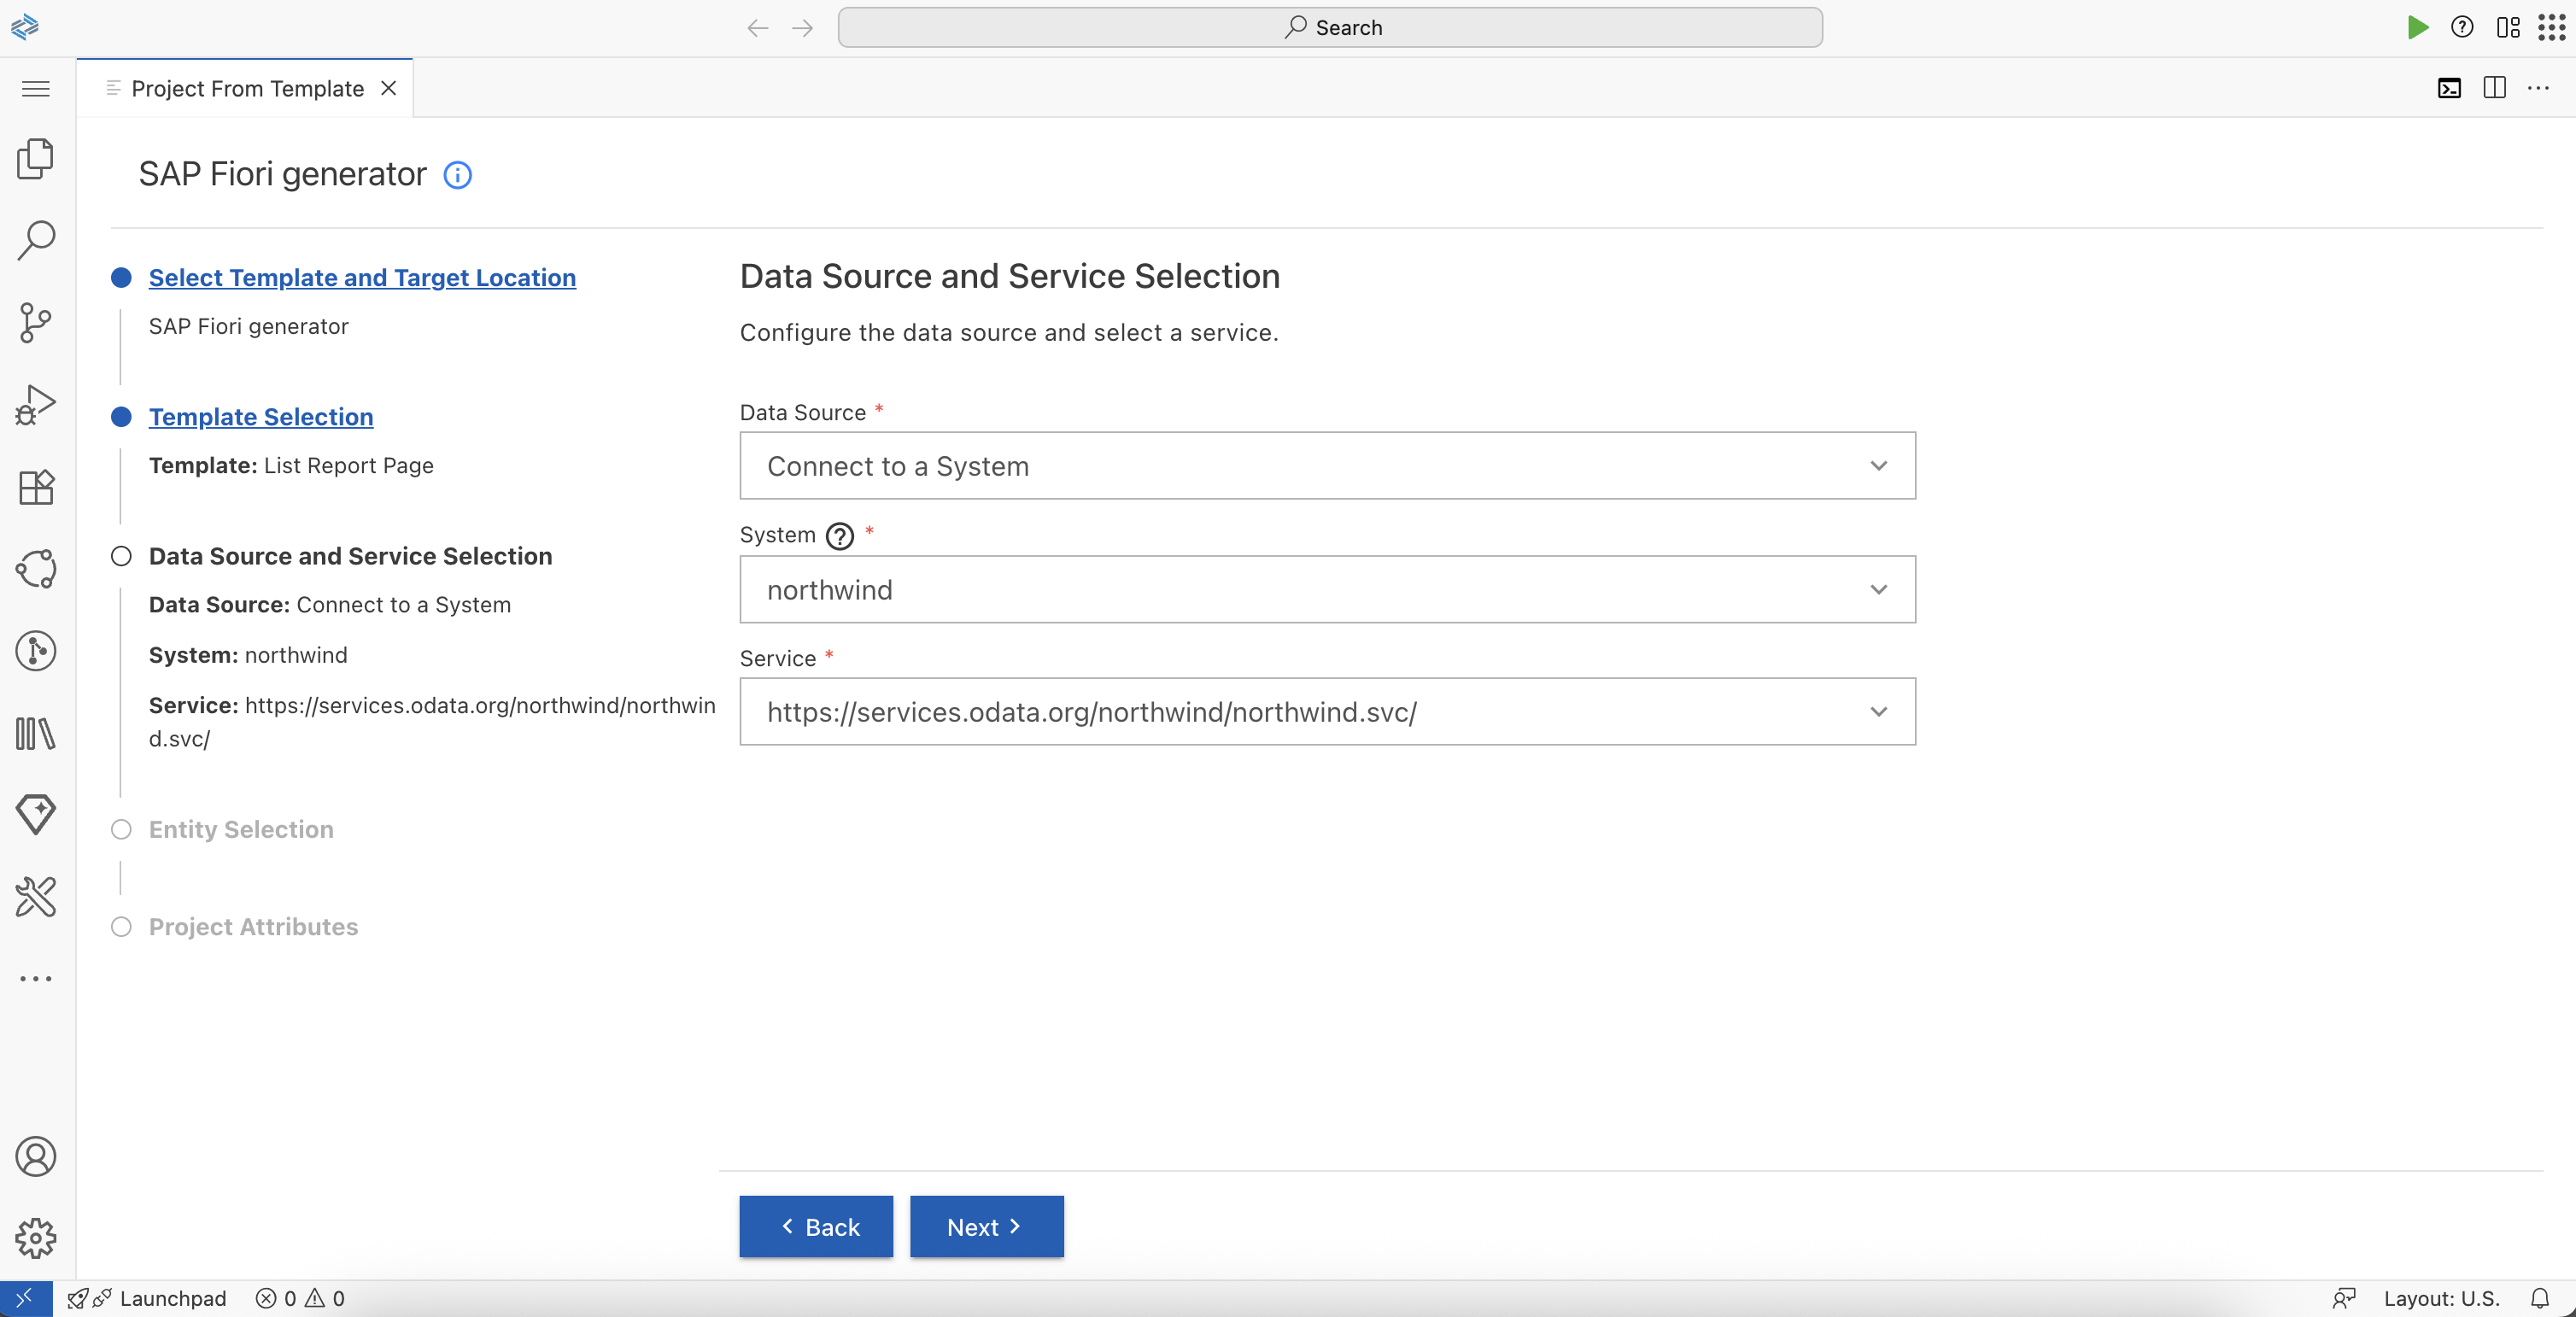 Search
Project From Template
SAP Fiori generator
Select Template and Target Location
SAP Fiori generator
Template Selection
Template: List Report Page
Data Source and Service Selection
Data Source: Connect to a System
System: northwind
Service: https://services.odata.org/northwind/northwin
d.svc/
Entity Selection
Project Attributes
Data Source and Service Selection
Configure the data source and select a service.
Data Source *
Connect to a System
System ? *
northwind
Service *
https://services.odata.org/northwind/northwind.svc/
Back Next
Launchpad 0 0 Layout: U.S.